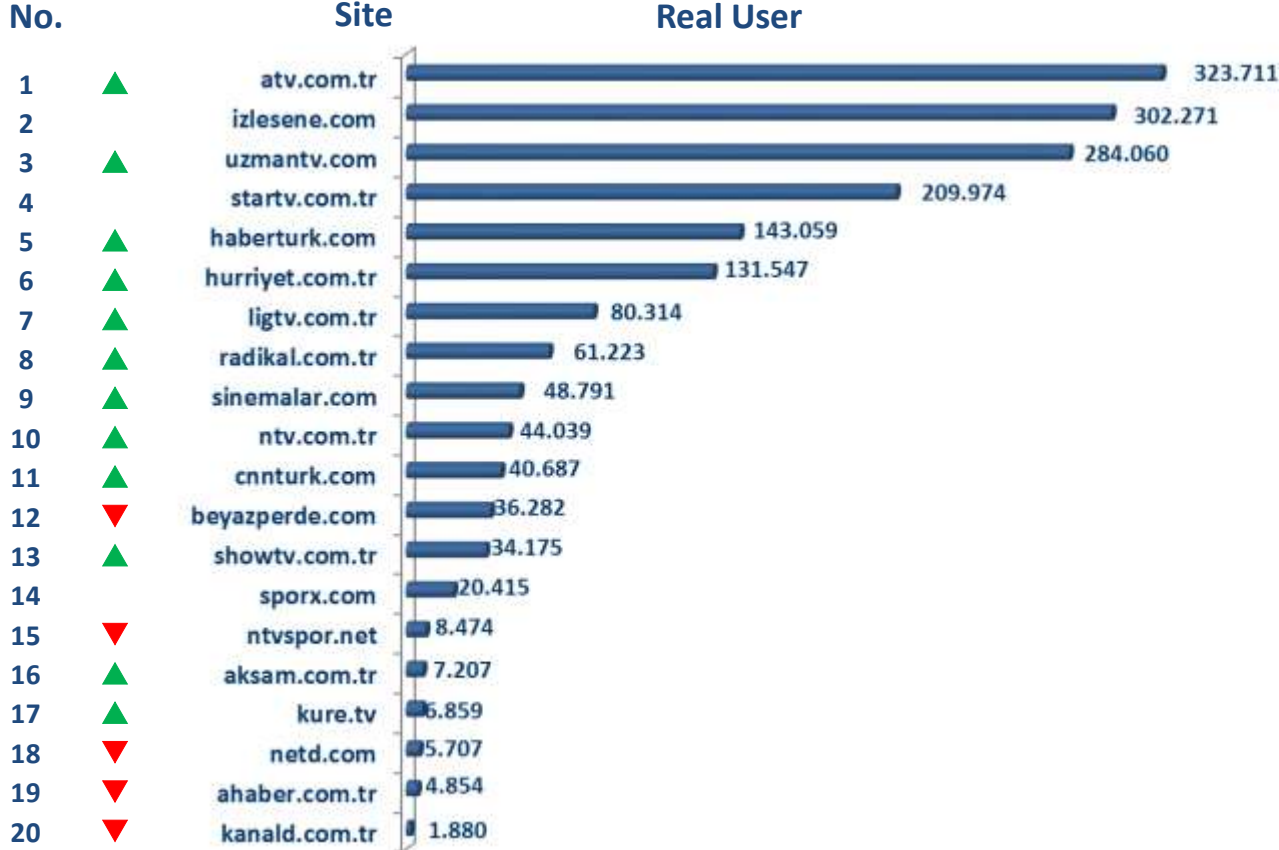 No. Site Real User
1 ▲ atv.com.tr 323.711
2 izlesene.com 302.271
3 ▲ uzmantv.com 284.060
4 startv.com.tr 209.974
5 ▲ haberturk.com 143.059
6 ▲ hurriyet.com.tr 131.547
7 ▲ ligtv.com.tr 80.314
8 ▲ radikal.com.tr 61.223
9 ▲ sinemalar.com 48.791
10 ▲ ntv.com.tr 44.039
11 ▲ cnnturk.com 40.687
12 ▼ beyazperde.com 36.282
13 ▲ showtv.com.tr 34.175
14 sporx.com 20.415
15 ▼ ntvspor.net 8.474
16 ▲ aksam.com.tr 7.207
17 ▲ kure.tv 6.859
18 ▼ netd.com 5.707
19 ▼ ahaber.com.tr 4.854
20 ▼ kanald.com.tr 1.880